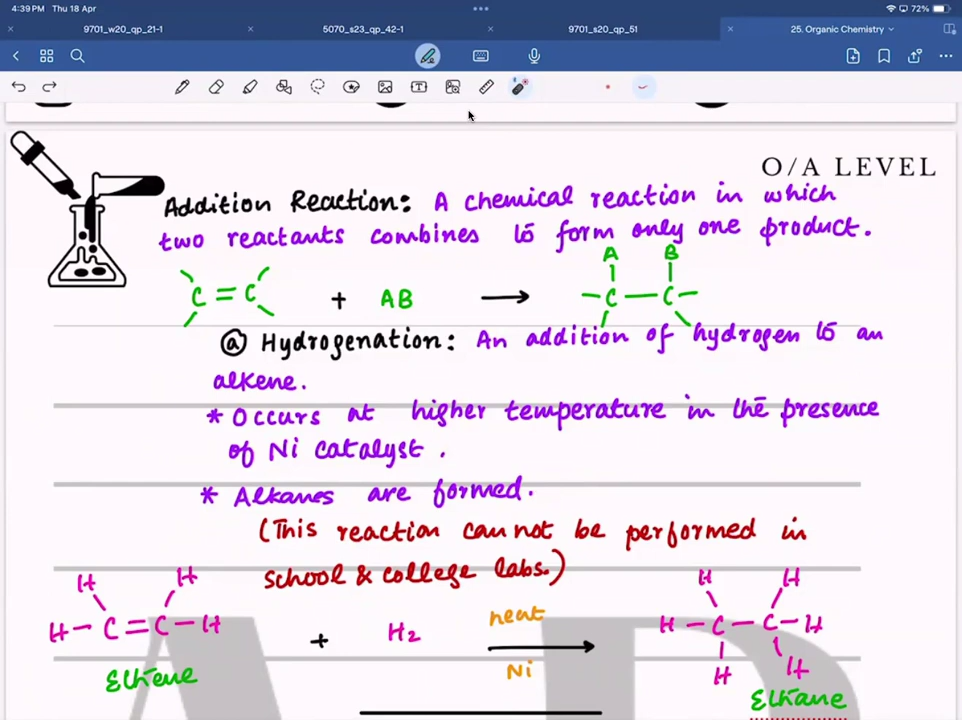 4:39 PM Thu 18 Apr
72%
9701_w20_qp_21-1
5070_s23_qp_42-1
9701_s20_qp_51
25. Organic Chemistry
O/A LEVEL
Addition Reaction: A chemical reaction in which
two reactants combines to form only one product.
A B
C = C + AB → C — C
ⓐ Hydrogenation: An addition of hydrogen to an
alkene.
* Occurs at higher temperature in the presence
of Ni catalyst.
* Alkanes are formed.
(This reaction cannot be performed in
school & college labs.)
H H H H
H - C = C - H + H2 heat → H - C - C - H
Ni H H
Ethene Ethane